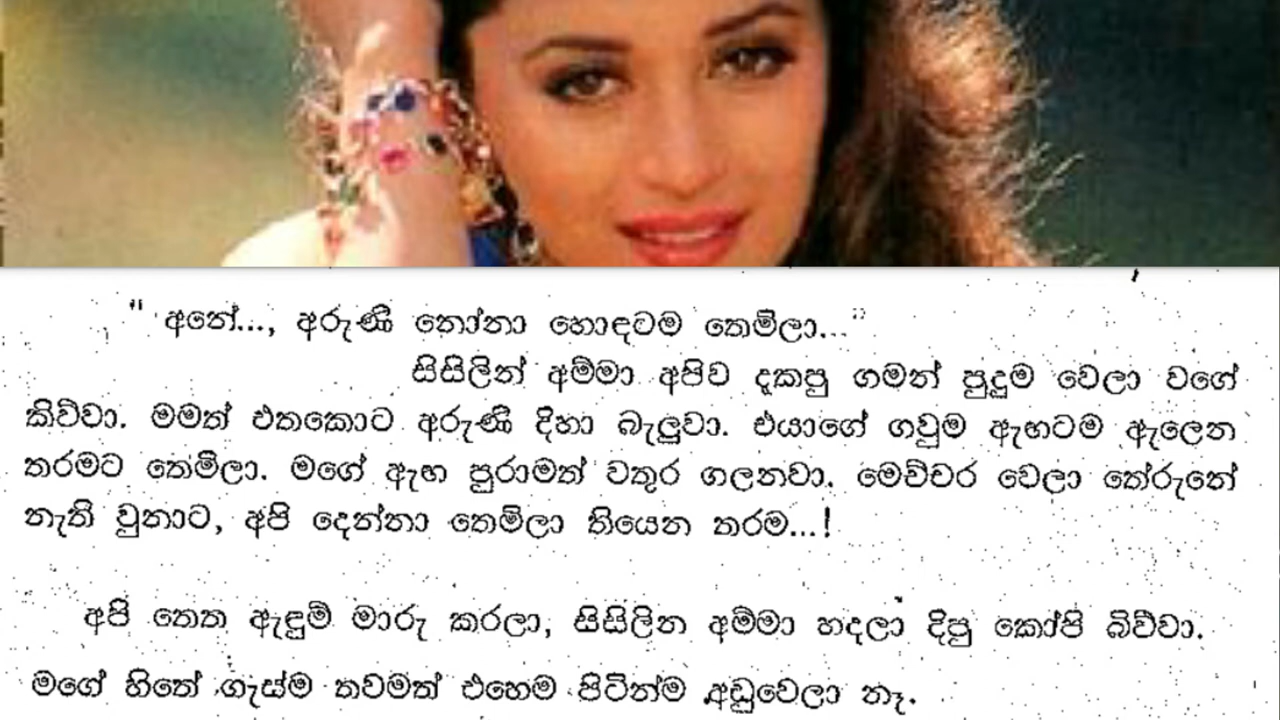 " අනේ..., අරුණි නෝනා හොඳටම තෙමිලා..."
සිසිලින් අම්මා අපිව දැකපු ගමන් පුදුම වෙලා වගේ
කිව්වා. මමත් එතකොට අරුණි දිහා බැලුවා. එයාගේ ගවුම ඇඟටම ඇලෙන
තරමට තෙමිලා. මගේ ඇඟ පුරාමත් වතුර ගලනවා. මෙච්චර වෙලා තේරුනේ
නැති වුනාට, අපි දෙන්නා තෙමිලා තියෙන තරම...!
අපි තෙත ඇඳුම් මාරු කරලා, සිසිලින අම්මා හදලා දිපු කෝපි බිව්වා.
මගේ හිතේ ගැස්ම තවමත් එහෙම පිටින්ම අඩුවෙලා නෑ.